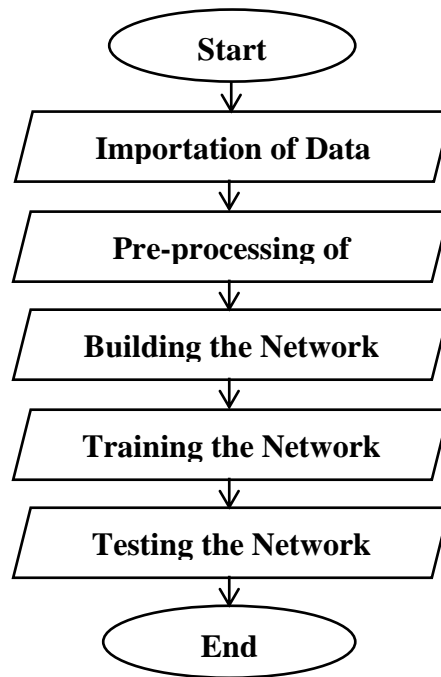 Start
Importation of Data
Pre-processing of
Building the Network
Training the Network
Testing the Network
End